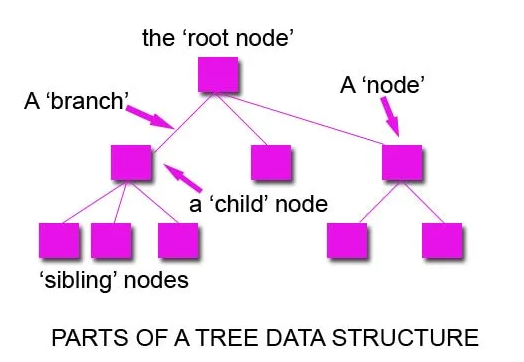 the ‘root node’
A ‘branch’
A ‘node’
a ‘child’ node
‘sibling’ nodes
PARTS OF A TREE DATA STRUCTURE